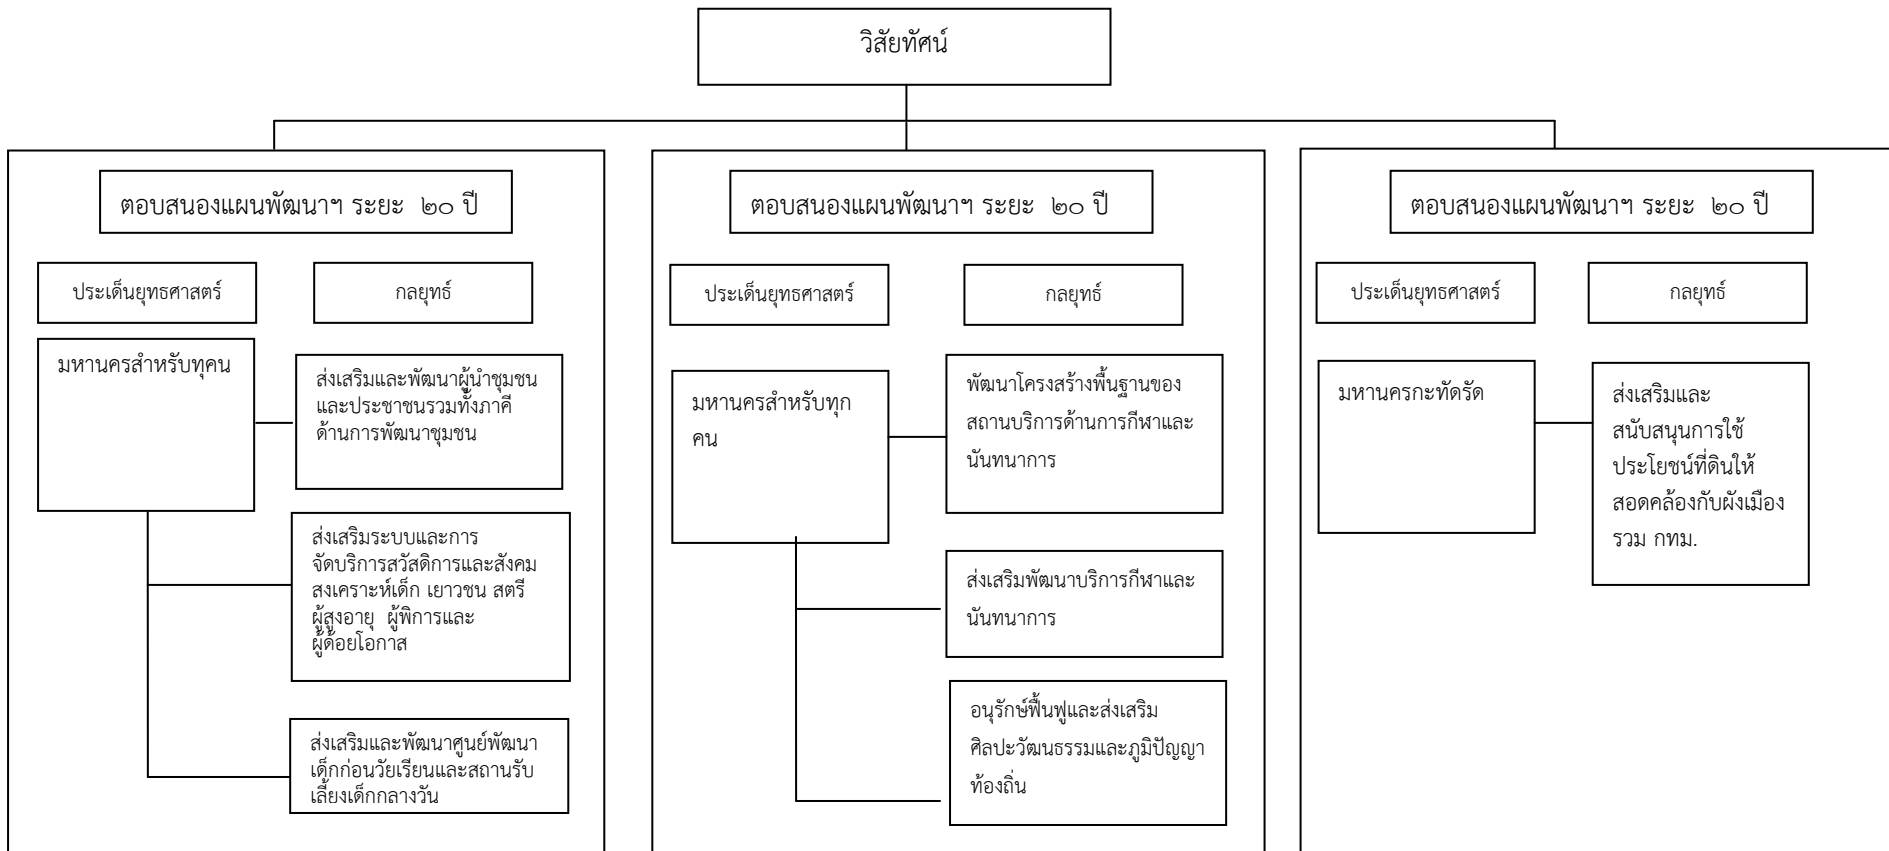 วิสัยทัศน์
ตอบสนองแผนพัฒนาฯ ระยะ ๒๐ ปี
ประเด็นยุทธศาสตร์
กลยุทธ์
มหานครสำหรับทุคน
ส่งเสริมและพัฒนาผู้นำชุมชน
และประชาชนรวมทั้งภาคี
ด้านการพัฒนาชุมชน
ส่งเสริมระบบและการ
จัดบริการสวัสดิการและสังคม
สงเคราะห์เด็ก เยาวชน สตรี
ผู้สูงอายุ ผู้พิการและ
ผู้ด้อยโอกาส
ส่งเสริมและพัฒนาศูนย์พัฒนา
เด็กก่อนวัยเรียนและสถานรับ
เลี้ยงเด็กกลางวัน
ตอบสนองแผนพัฒนาฯ ระยะ ๒๐ ปี
ประเด็นยุทธศาสตร์
กลยุทธ์
มหานครสำหรับทุก
คน
พัฒนาโครงสร้างพื้นฐานของ
สถานบริการด้านการกีฬาและ
นันทนาการ
ส่งเสริมพัฒนาบริการกีฬาและ
นันทนาการ
อนุรักษ์ฟื้นฟูและส่งเสริม
ศิลปะวัฒนธรรมและภูมิปัญญา
ท้องถิ่น
ตอบสนองแผนพัฒนาฯ ระยะ ๒๐ ปี
ประเด็นยุทธศาสตร์
กลยุทธ์
มหานครกะทัดรัด
ส่งเสริมและ
สนับสนุนการใช้
ประโยชน์ที่ดินให้
สอดคล้องกับผังเมือง
รวม กทม.